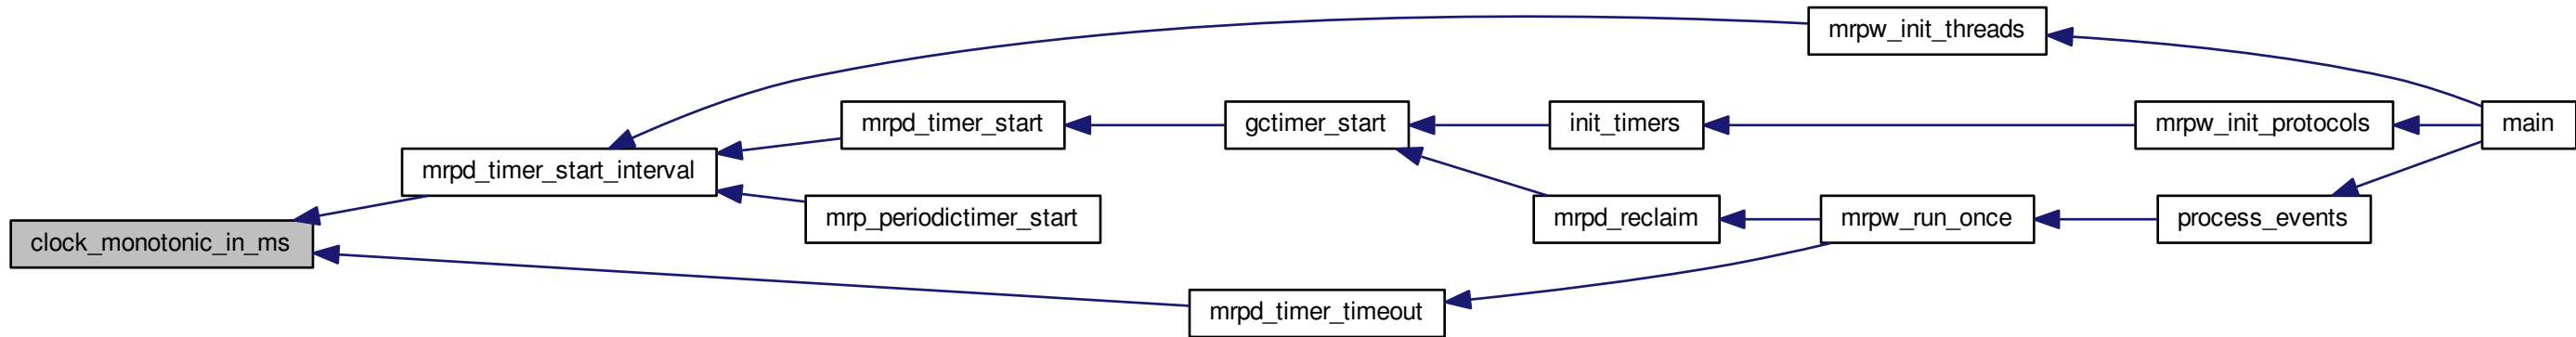 mrpw_init_threads
mrpd_timer_start
gctimer_start
init_timers
mrpw_init_protocols
main
mrpd_timer_start_interval
mrp_periodictimer_start
mrpd_reclaim
mrpw_run_once
process_events
clock_monotonic_in_ms
mrpd_timer_timeout